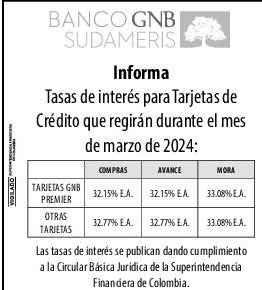 BANCO GNB
SUDAMERIS
Informa
Tasas de interés para Tarjetas de
Crédito que regirán durante el mes
de marzo de 2024:
COMPRAS AVANCE MORA
TARJETAS GNB PREMIER 32.15% E.A. 32.15% E.A. 33.08% E.A.
OTRAS TARJETAS 32.77% E.A. 32.77% E.A. 33.08% E.A.
Las tasas de interés se publican dando cumplimiento
a la Circular Básica Jurídica de la Superintendencia
Financiera de Colombia.
VIGILADO